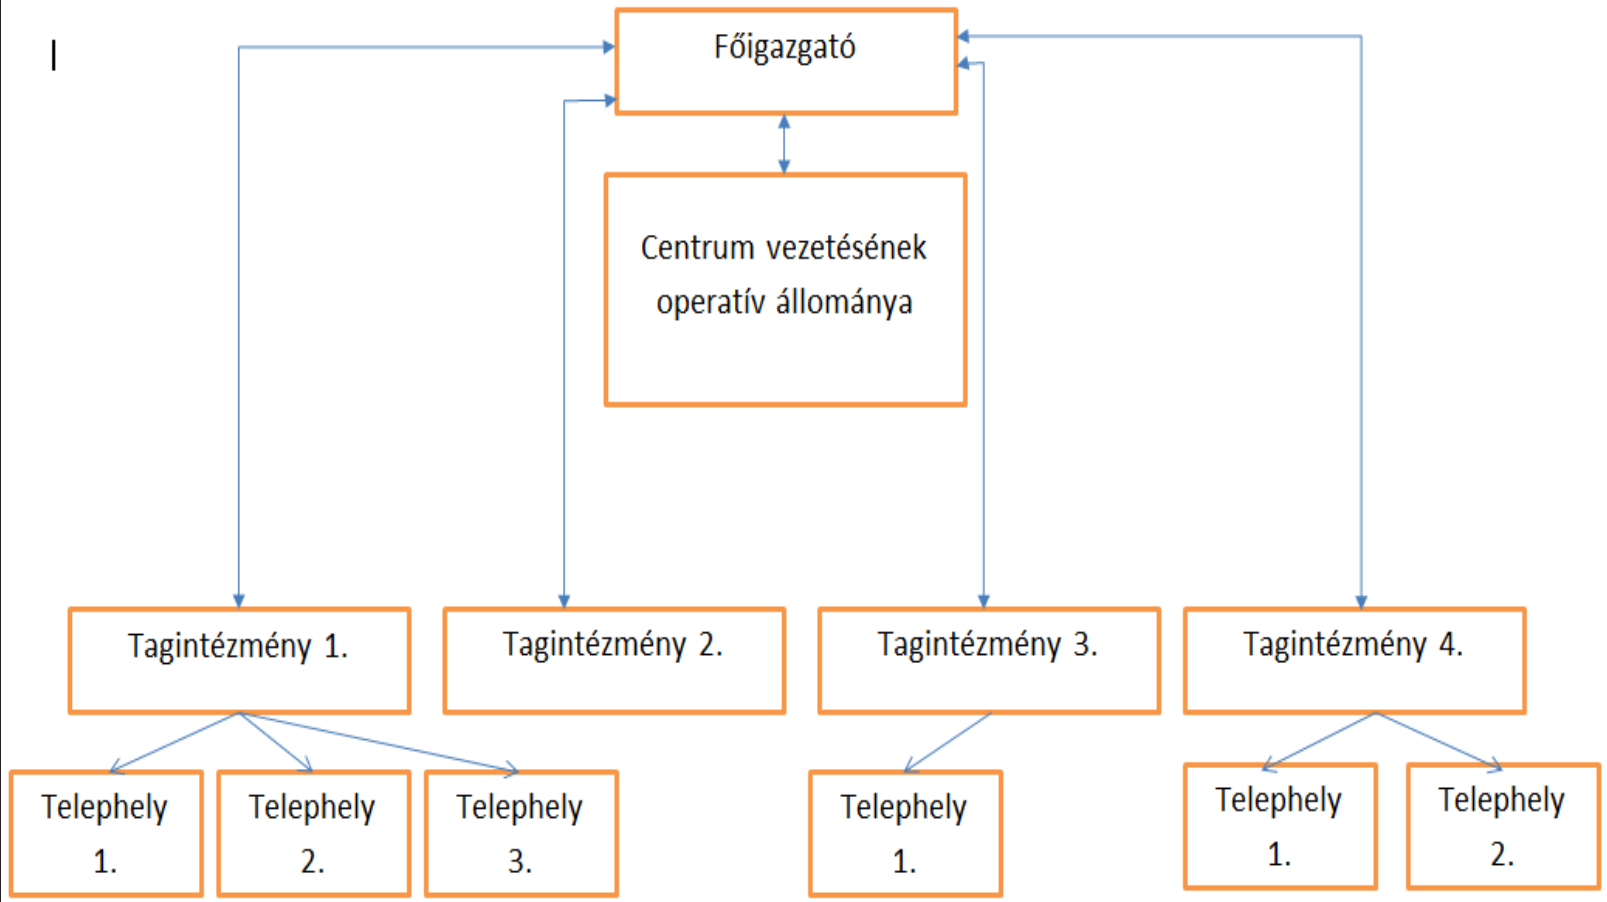 Főigazgató
Centrum vezetésének
operatív állománya
Tagintézmény 1.
Tagintézmény 2.
Tagintézmény 3.
Tagintézmény 4.
Telephely
1.
Telephely
2.
Telephely
3.
Telephely
1.
Telephely
1.
Telephely
2.